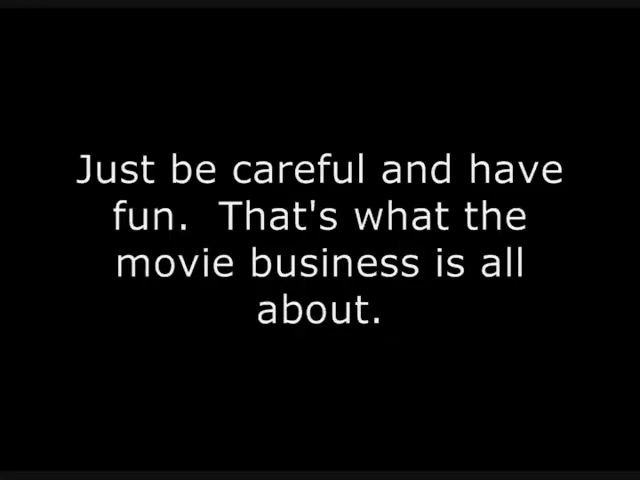 Just be careful and have
fun.  That's what the
movie business is all
about.